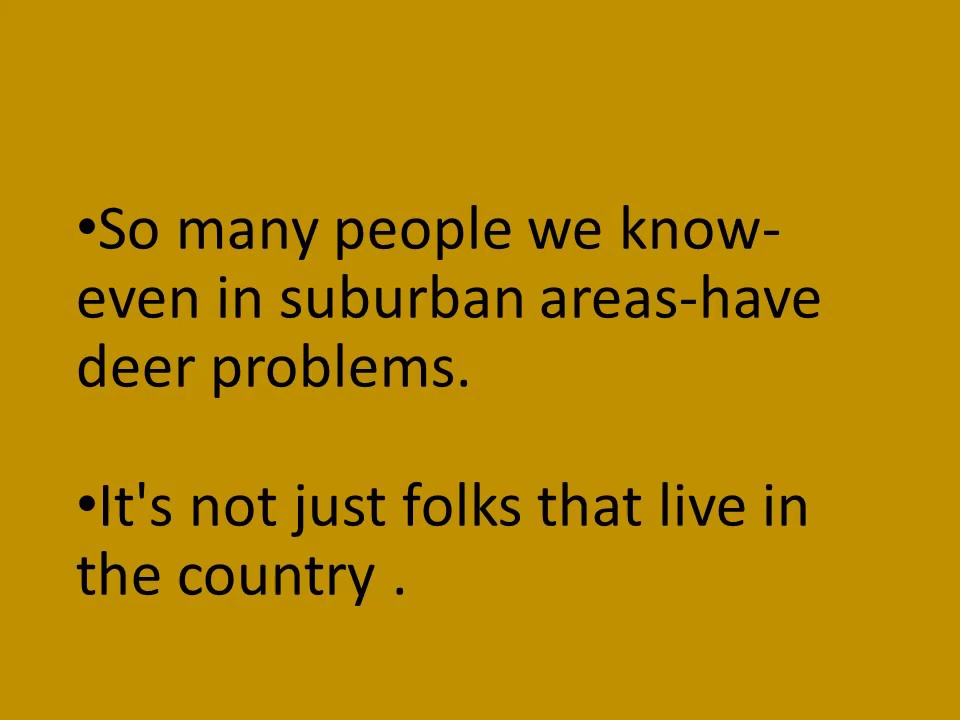 •So many people we know-
even in suburban areas-have
deer problems.
•It's not just folks that live in
the country .